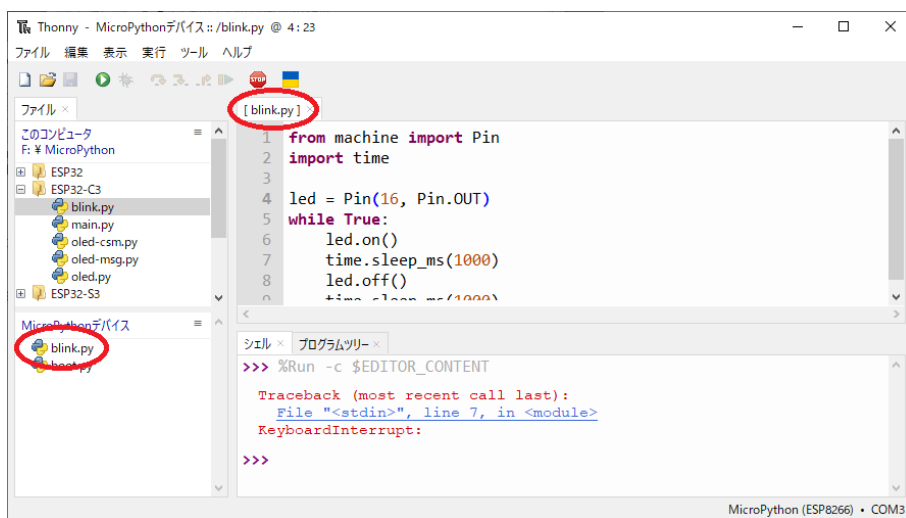 Thonny - MicroPythonデバイス :: /blink.py @ 4 : 23
ファイル 編集 表示 実行 ツール ヘルプ
STOP
ファイル ×
このコンピュータ
F: ¥ MicroPython
ESP32
ESP32-C3
blink.py
main.py
oled-csm.py
oled-msg.py
oled.py
ESP32-S3
MicroPythonデバイス
blink.py
boot.py
[ blink.py ] ×
1 from machine import Pin
2 import time
3
4 led = Pin(16, Pin.OUT)
5 while True:
6 led.on()
7 time.sleep_ms(1000)
8 led.off()
9 time.sleep_ms(1000)
シェル × プログラムツリー ×
>>> %Run -c $EDITOR_CONTENT
Traceback (most recent call last):
File "<stdin>", line 7, in <module>
KeyboardInterrupt:
>>>
MicroPython (ESP8266) • COM3